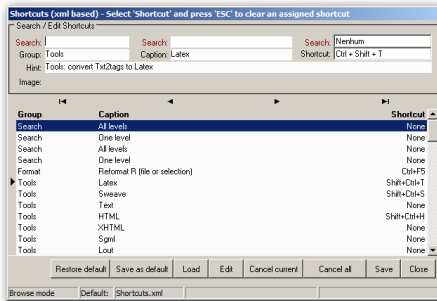 Shortcuts (xml based) - Select 'Shortcut' and press 'ESC' to clear an assigned shortcut
Search / Edit Shortcuts
Search: Search: Search: Nenhum
Group: Tools Caption: Latex Shortcut: Ctrl + Shift + T
Hint: Tools: convert Txt2tags to Latex
Image:
Group Caption Shortcut
Search All levels None
Search One level None
Search All levels None
Search One level None
Format Reformat R (file or selection) Ctrl+F5
Tools Latex Shift+Ctrl+T
Tools Sweave Shift+Ctrl+S
Tools Text None
Tools HTML Shift+Ctrl+H
Tools XHTML None
Tools Sgml None
Tools Lout None
Restore default Save as default Load Edit Cancel current Cancel all Save Close
Browse mode Default: Shortcuts.xml